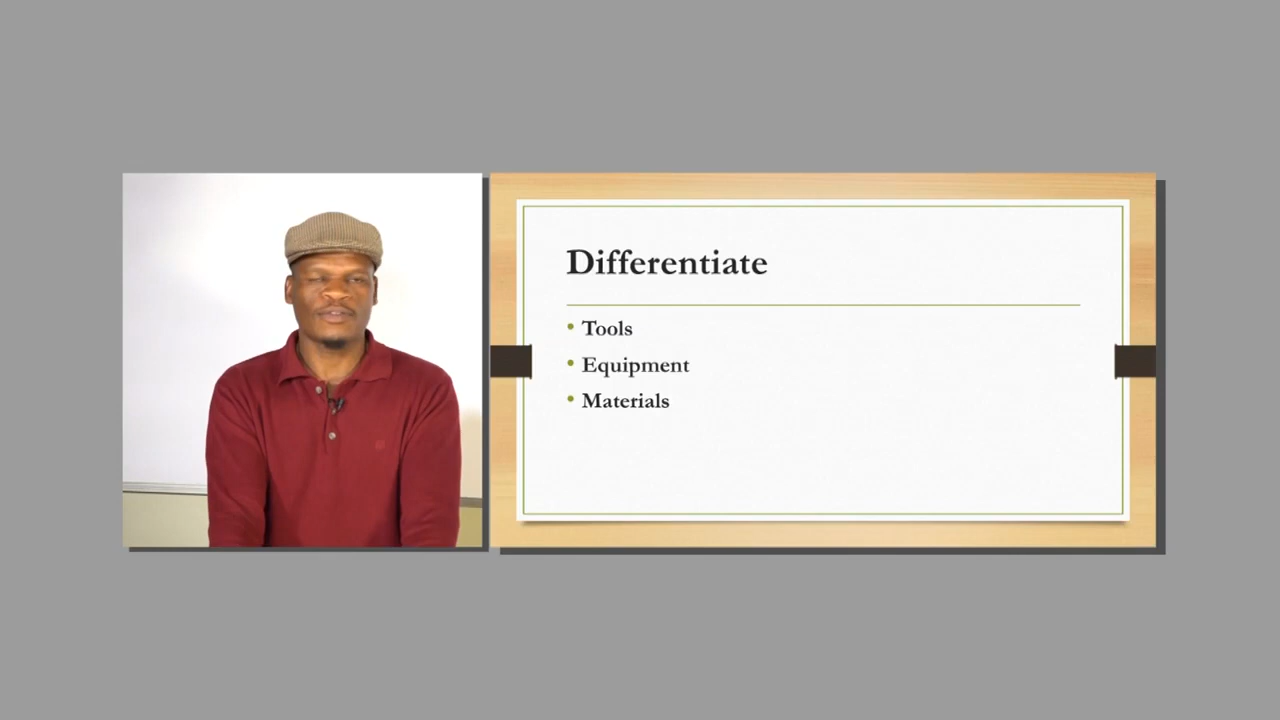 Differentiate
• Tools
• Equipment
• Materials